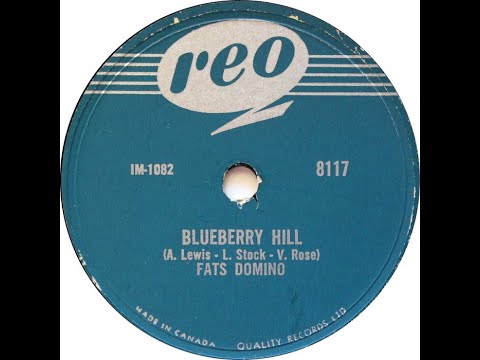 reo
IM-1082 8117
BLUEBERRY HILL
(A. Lewis - L. Stock - V. Rose)
FATS DOMINO
MADE IN CANADA QUALITY RECORDS LTD